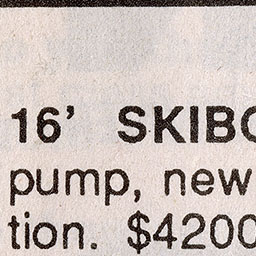 16' SKIBO
pump, new
tion. $4200